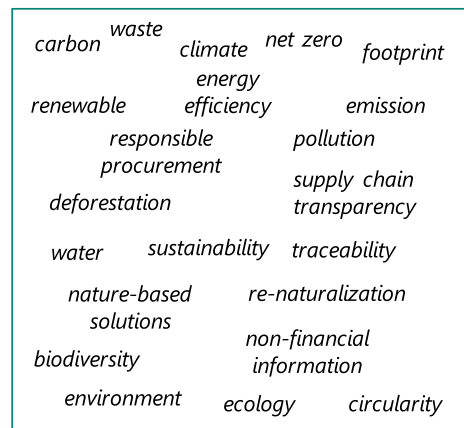 carbon waste climate net zero footprint
renewable energy efficiency emission
responsible procurement pollution
deforestation supply chain transparency
water sustainability traceability
nature-based solutions re-naturalization
biodiversity non-financial information
environment ecology circularity